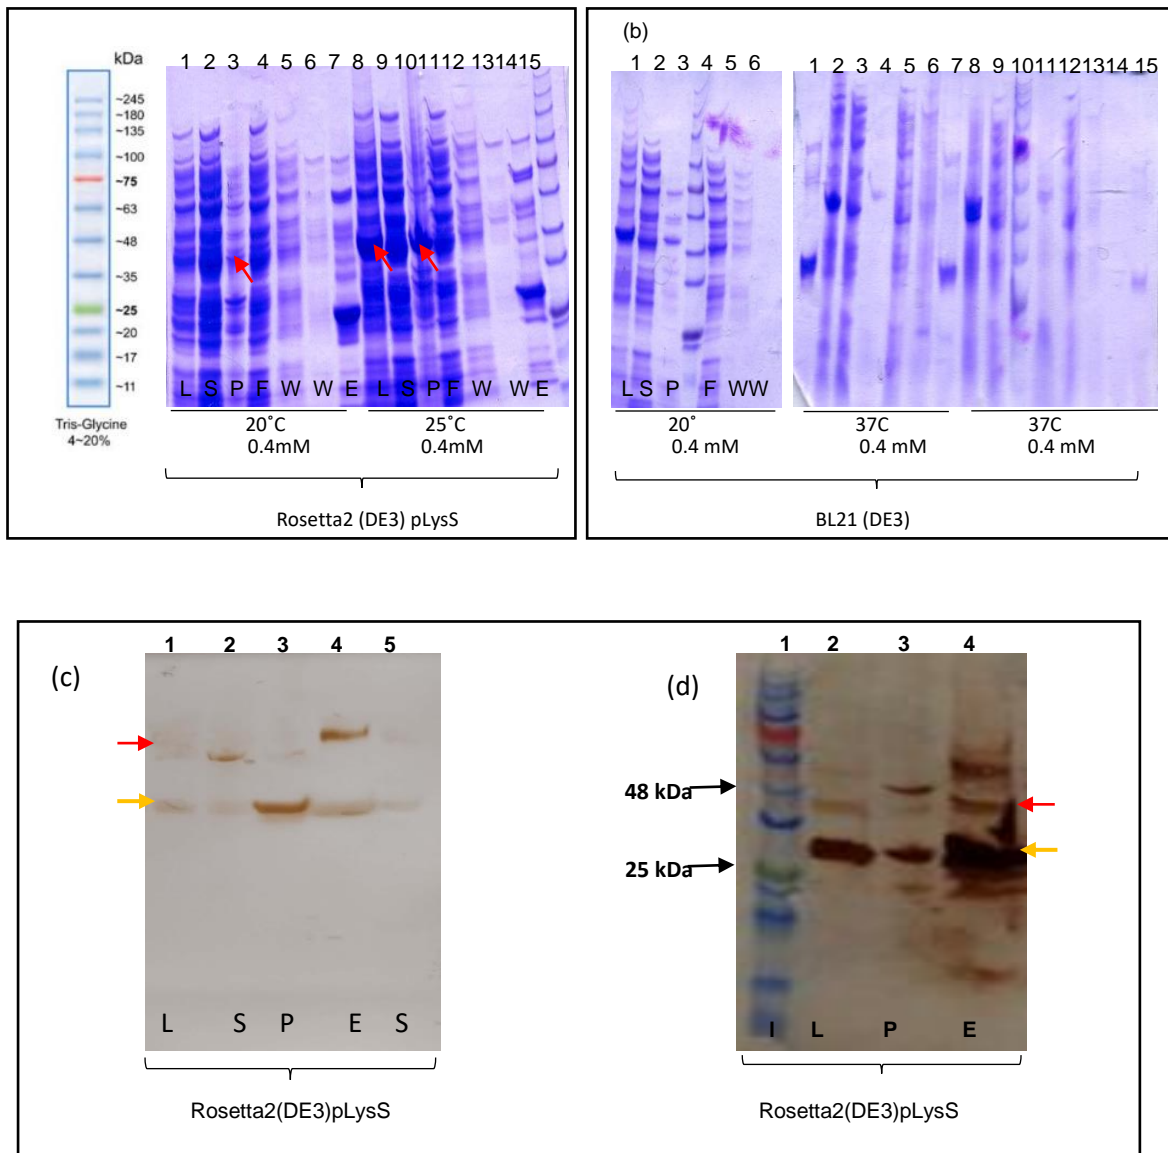 kDa
~245
~180
~135
~100
~75
~63
~48
~35
~25
~20
~17
~11
Tris-Glycine
4~20%
1 2 3 4 5 6 7 8 9 10 11 12 13 14 15
L S P F W W E L S P F W W E
20˚C 25˚C
0.4mM 0.4mM
Rosetta2 (DE3) pLysS
(b)
1 2 3 4 5 6
1 2 3 4 5 6 7 8 9 10 11 12 13 14 15
L S P F W W
20˚ 37C 37C
0.4 mM 0.4 mM 0.4 mM
BL21 (DE3)
(c)
1 2 3 4 5
L S P E S
Rosetta2(DE3)pLysS
(d)
1 2 3 4
48 kDa
25 kDa
I L P E
Rosetta2(DE3)pLysS